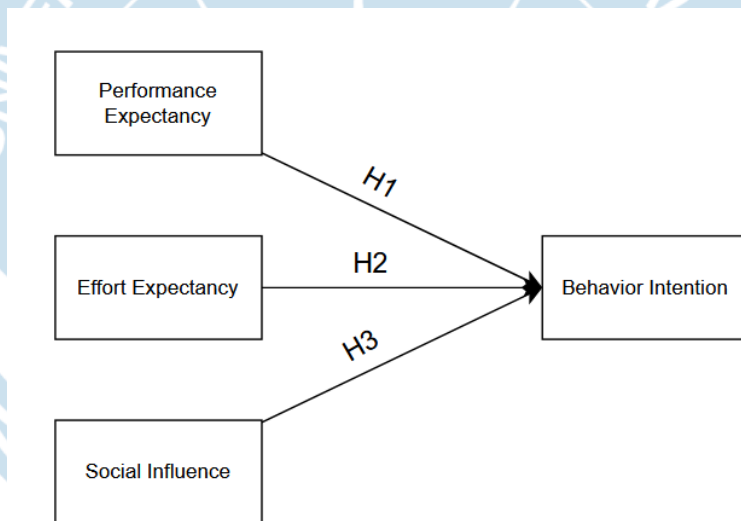 Performance
Expectancy
H1
H2
Effort Expectancy
Behavior Intention
H3
Social Influence